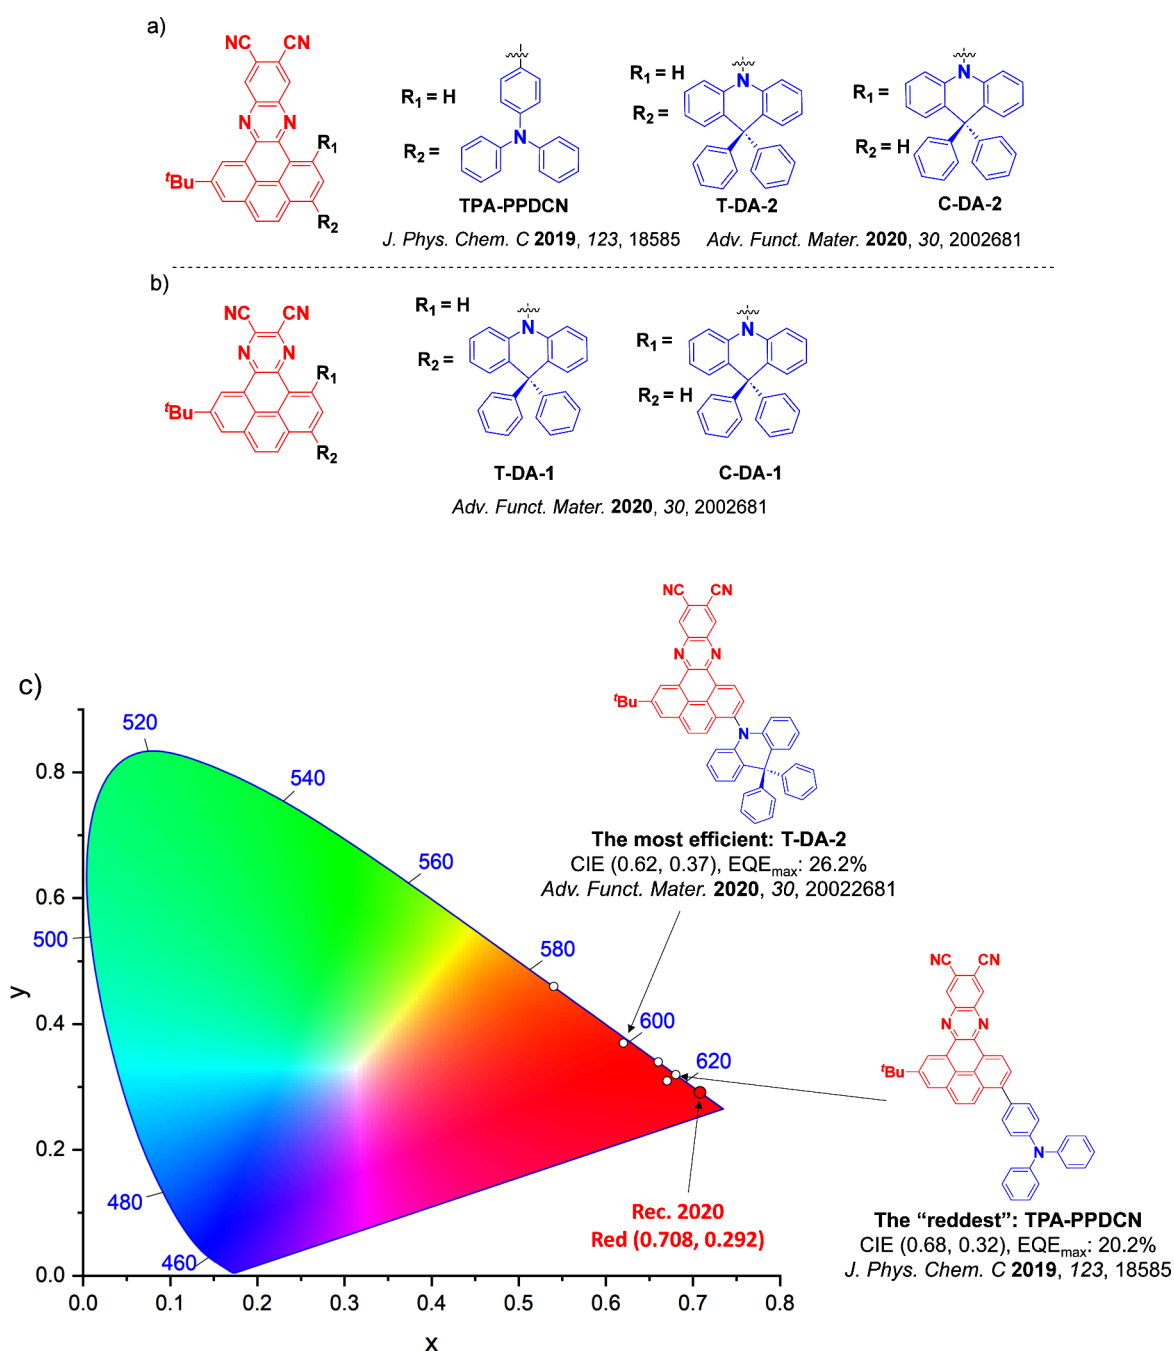 a)
CN CN
N N
R1
tBu
R2
R1 = H
R2 =
N
TPA-PPDCN
R1 = H
R2 =
N
T-DA-2
R1 =
R2 = H
N
C-DA-2
J. Phys. Chem. C 2019, 123, 18585
Adv. Funct. Mater. 2020, 30, 2002681
b)
NC CN
N N
R1
tBu
R2
R1 = H
R2 =
N
T-DA-1
R1 =
R2 = H
N
C-DA-1
Adv. Funct. Mater. 2020, 30, 2002681
c)
NC CN
N N
tBu
N
The most efficient: T-DA-2
CIE (0.62, 0.37), EQEmax: 26.2%
Adv. Funct. Mater. 2020, 30, 20022681
520
540
560
580
600
620
500
480
460
NC CN
N N
tBu
N
The “reddest”: TPA-PPDCN
CIE (0.68, 0.32), EQEmax: 20.2%
J. Phys. Chem. C 2019, 123, 18585
Rec. 2020
Red (0.708, 0.292)
y
0.8
0.6
0.4
0.2
0.0
0.0 0.1 0.2 0.3 0.4 0.5 0.6 0.7 0.8
x